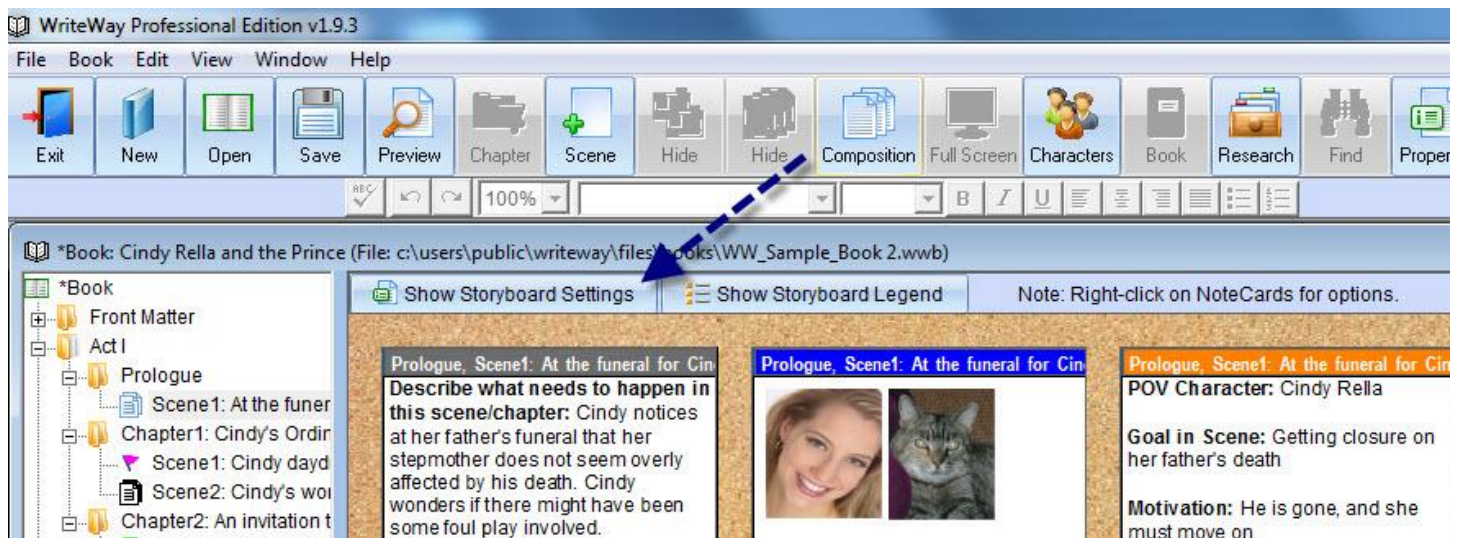 WriteWay Professional Edition v1.9.3
File Book Edit View Window Help
Exit New Open Save Preview Chapter Scene Hide Hide Composition Full Screen Characters Book Research Find Proper
ABC 100% B I U
*Book: Cindy Rella and the Prince (File: c:\users\public\writeway\files\books\WW_Sample_Book 2.wwb)
*Book
Front Matter
Act I
Prologue
Scene1: At the funer
Chapter1: Cindy's Ordin
Scene1: Cindy dayd
Scene2: Cindy's wor
Chapter2: An invitation t
Show Storyboard Settings Show Storyboard Legend Note: Right-click on NoteCards for options.
Prologue, Scene1: At the funeral for Cin
Describe what needs to happen in
this scene/chapter: Cindy notices
at her father's funeral that her
stepmother does not seem overly
affected by his death. Cindy
wonders if there might have been
some foul play involved.
Prologue, Scene1: At the funeral for Cin
Prologue, Scene1: At the funeral for Cin
POV Character: Cindy Rella
Goal in Scene: Getting closure on
her father's death
Motivation: He is gone, and she
must move on